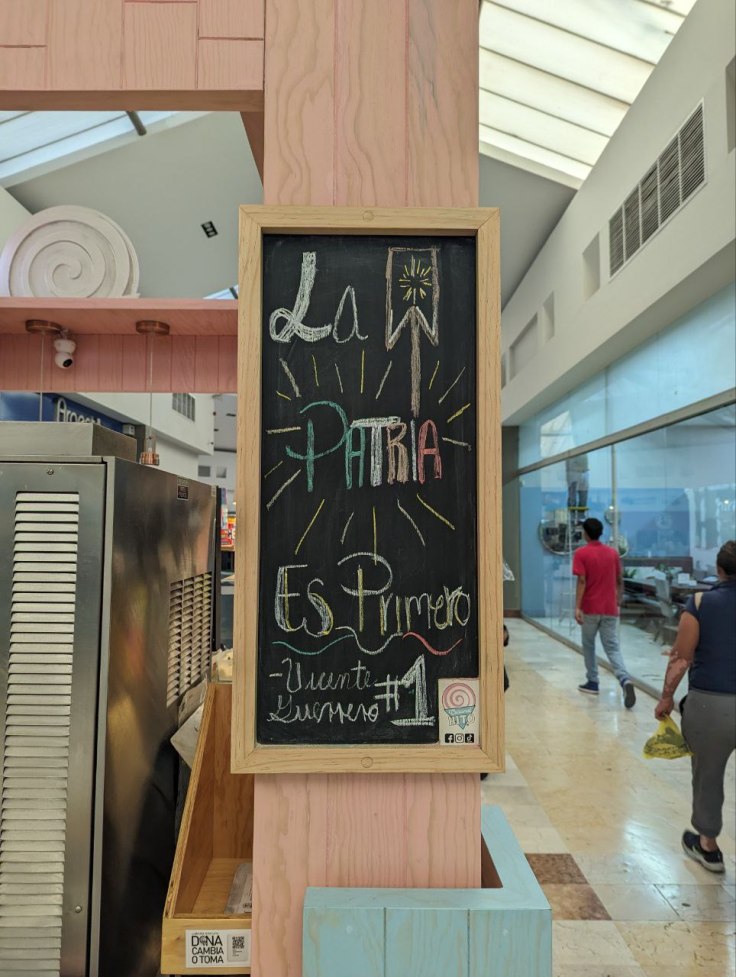 La
PATRIA
Es Primero
-Vicente
Guerrero #1
DONA
CAMBIA
O TOMA